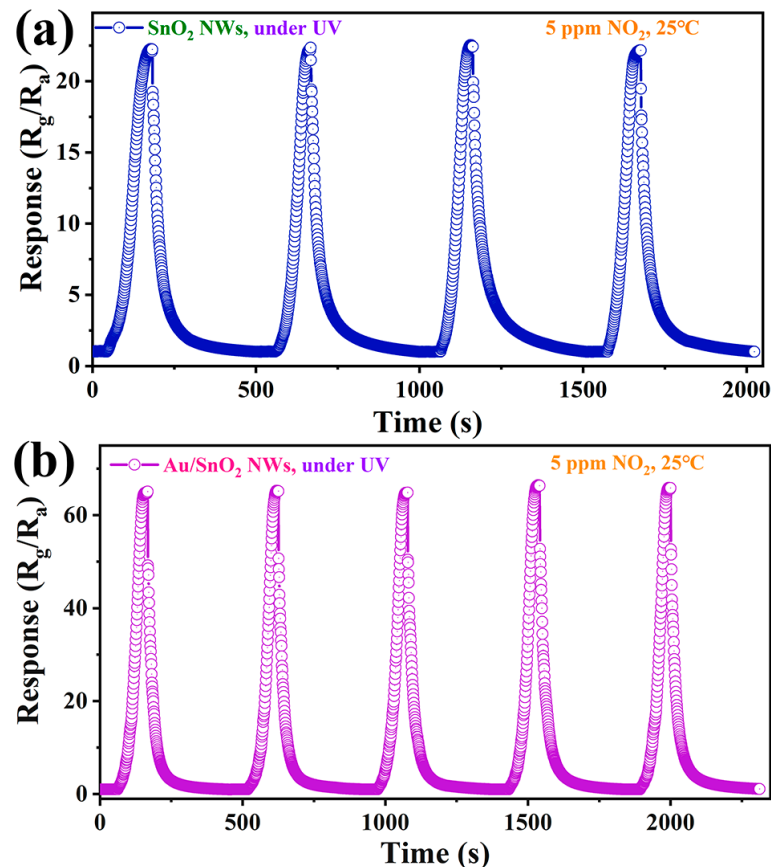 (a)
SnO₂ NWs, under UV
5 ppm NO₂, 25°C
Response (Rg/Ra)
20
15
10
5
0
0 500 1000 1500 2000
Time (s)
(b)
Au/SnO₂ NWs, under UV
5 ppm NO₂, 25°C
Response (Rg/Ra)
60
40
20
0
0 500 1000 1500 2000
Time (s)